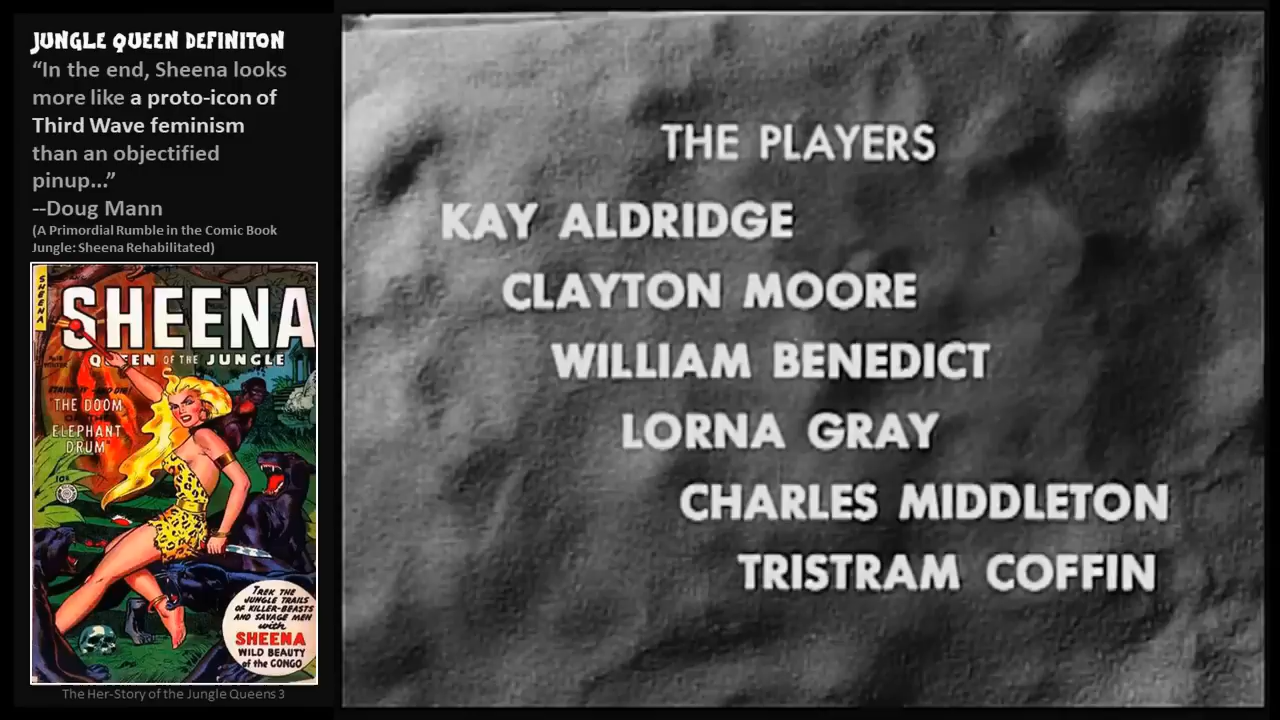 JUNGLE QUEEN DEFINITON
“In the end, Sheena looks
more like a proto-icon of
Third Wave feminism
than an objectified
pinup...”
--Doug Mann
(A Primordial Rumble in the Comic Book
Jungle: Sheena Rehabilitated)
SHEENA
SHEENA
QUEEN OF THE JUNGLE
"THE DOOM
OF THE
ELEPHANT
DRUM"
10¢
TREK THE
JUNGLE TRAILS
OF KILLER-BEASTS
AND SAVAGE MEN
with
SHEENA
WILD BEAUTY
of the CONGO
The Her-Story of the Jungle Queens 3
THE PLAYERS
KAY ALDRIDGE
CLAYTON MOORE
WILLIAM BENEDICT
LORNA GRAY
CHARLES MIDDLETON
TRISTRAM COFFIN